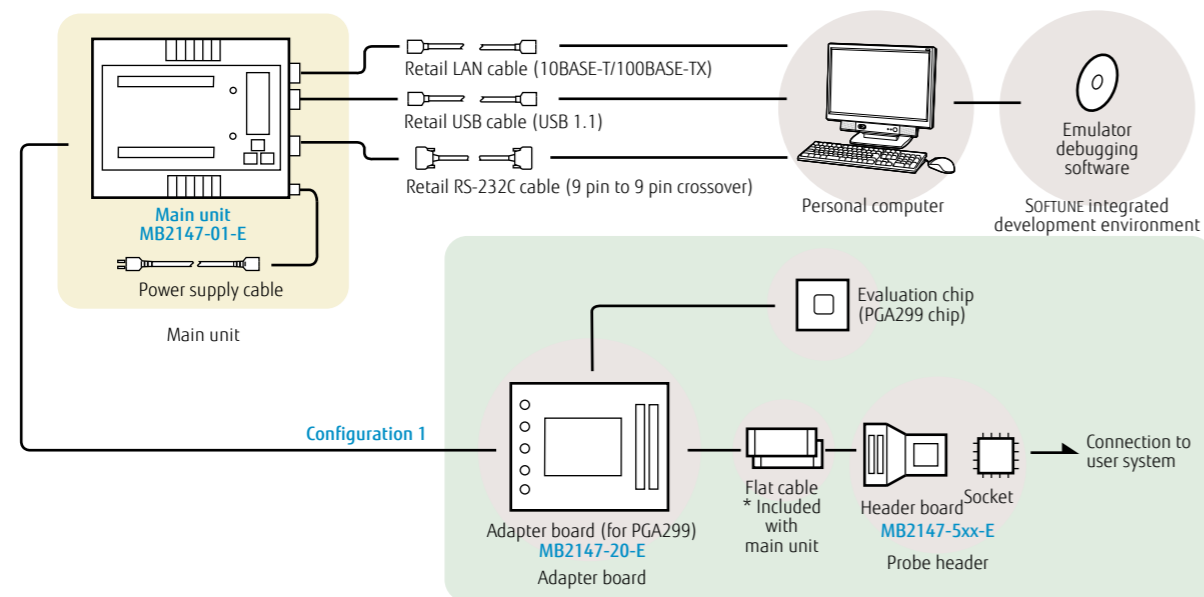 Retail LAN cable (10BASE-T/100BASE-TX)
Retail USB cable (USB 1.1)
Retail RS-232C cable (9 pin to 9 pin crossover)
Main unit
MB2147-01-E
Power supply cable
Main unit
Personal computer
Emulator
debugging
software
SOFTUNE integrated
development environment
Evaluation chip
(PGA299 chip)
Configuration 1
Adapter board (for PGA299)
MB2147-20-E
Adapter board
Flat cable
* Included
with
main unit
Header board
Socket
MB2147-5xx-E
Probe header
Connection to
user system